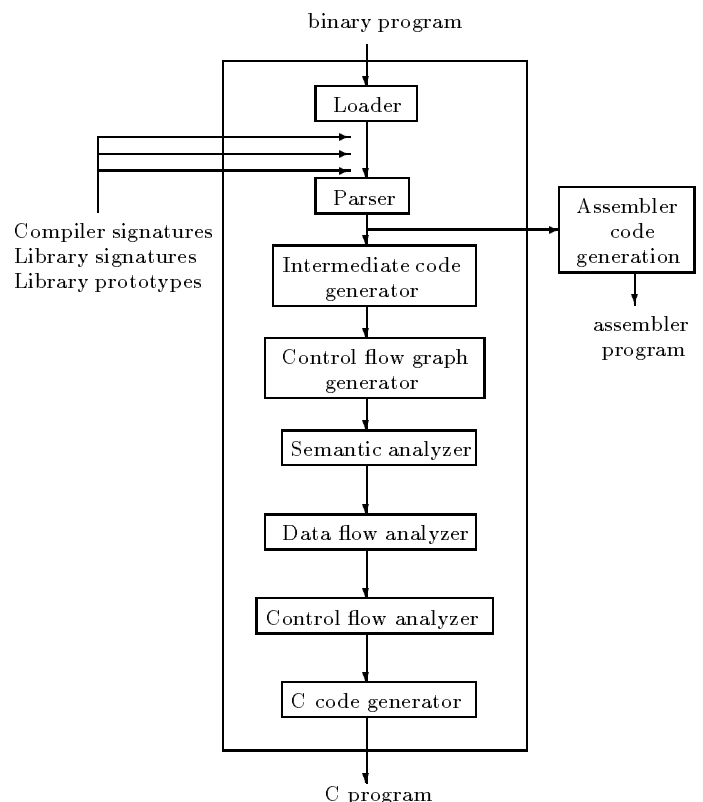 binary program
Loader
Parser
Compiler signatures
Library signatures
Library prototypes
Assembler
code
generation
assembler
program
Intermediate code
generator
Control flow graph
generator
Semantic analyzer
Data flow analyzer
Control flow analyzer
C code generator
C program